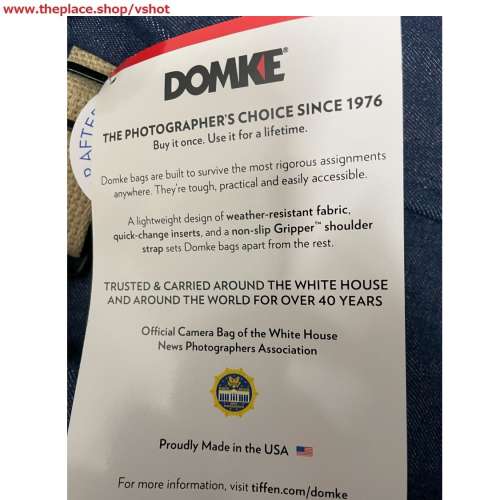 www.theplace.shop/vshot
DOMKE®
THE PHOTOGRAPHER'S CHOICE SINCE 1976
Buy it once. Use it for a lifetime.
Domke bags are built to survive the most rigorous assignments
anywhere. They're tough, practical and easily accessible.
A lightweight design of weather-resistant fabric,
quick-change inserts, and a non-slip Gripper™ shoulder
strap sets Domke bags apart from the rest.
TRUSTED & CARRIED AROUND THE WHITE HOUSE
AND AROUND THE WORLD FOR OVER 40 YEARS
Official Camera Bag of the White House
News Photographers Association
Proudly Made in the USA
For more information, visit tiffen.com/domke